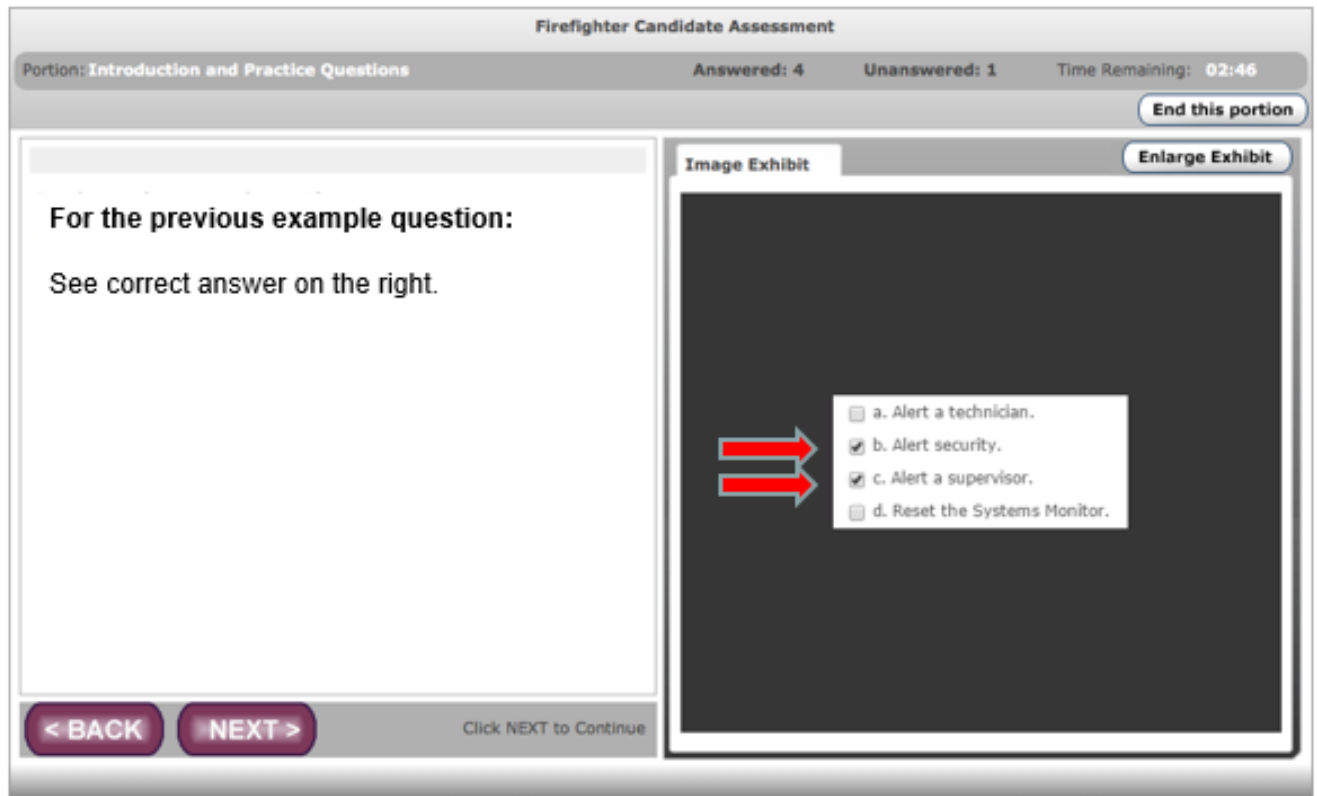 Firefighter Candidate Assessment
Portion: Introduction and Practice Questions Answered: 4 Unanswered: 1 Time Remaining: 02:46
End this portion
For the previous example question:
See correct answer on the right.
< BACK NEXT > Click NEXT to Continue
Image Exhibit Enlarge Exhibit
a. Alert a technician.
b. Alert security.
c. Alert a supervisor.
d. Reset the Systems Monitor.